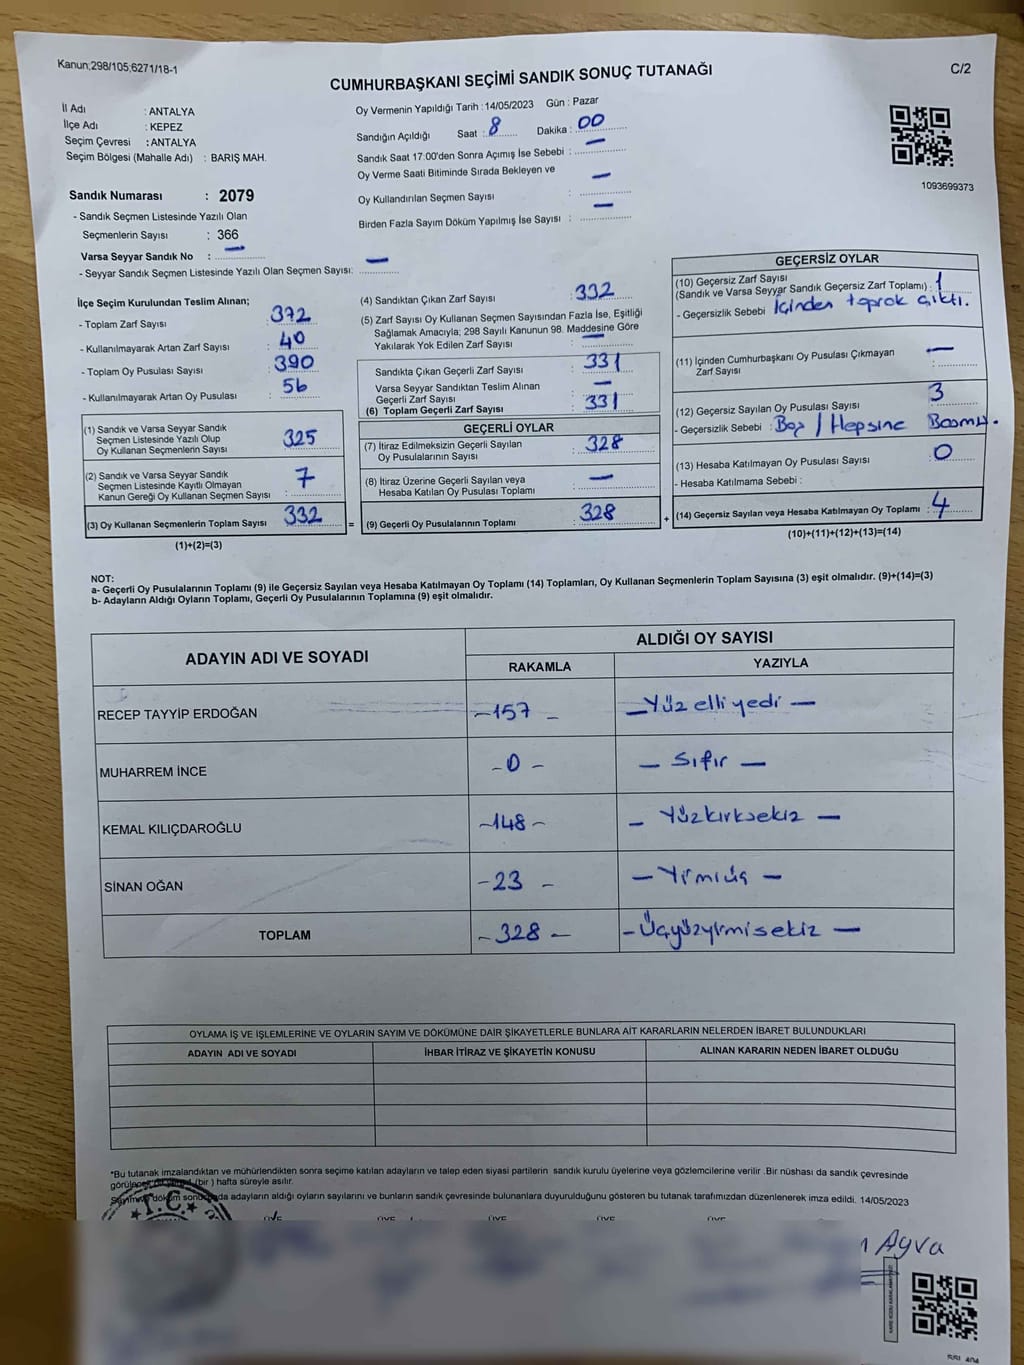 Kanun;298/105;6271/18-1
CUMHURBAŞKANI SEÇİMİ SANDIK SONUÇ TUTANAĞI
C/2
İl Adı : ANTALYA
İlçe Adı : KEPEZ
Seçim Çevresi : ANTALYA
Seçim Bölgesi (Mahalle Adı) : BARIŞ MAH.
Oy Vermenin Yapıldığı Tarih : 14/05/2023 Gün : Pazar
Sandığın Açıldığı Saat : 8 Dakika : 00
Sandık Saat 17:00'den Sonra Açımış İse Sebebi : —
Oy Verme Saati Bitiminde Sırada Bekleyen ve
Oy Kullandırılan Seçmen Sayısı : —
Birden Fazla Sayım Döküm Yapılmış İse Sayısı : —
1093699373
Sandık Numarası : 2079
- Sandık Seçmen Listesinde Yazılı Olan
Seçmenlerin Sayısı : 366
Varsa Seyyar Sandık No : —
- Seyyar Sandık Seçmen Listesinde Yazılı Olan Seçmen Sayısı: —
İlçe Seçim Kurulundan Teslim Alınan;
- Toplam Zarf Sayısı : 372
- Kullanılmayarak Artan Zarf Sayısı : 40
- Toplam Oy Pusulası Sayısı : 390
- Kullanılmayarak Artan Oy Pusulası : 56
(1) Sandık ve Varsa Seyyar Sandık
Seçmen Listesinde Yazılı Olup
Oy Kullanan Seçmenlerin Sayısı : 325
(2) Sandık ve Varsa Seyyar Sandık
Seçmen Listesinde Kayıtlı Olmayan
Kanun Gereği Oy Kullanan Seçmen Sayısı : 7
(3) Oy Kullanan Seçmenlerin Toplam Sayısı : 332
(1)+(2)=(3)
(4) Sandıktan Çıkan Zarf Sayısı : 332
(5) Zarf Sayısı Oy Kullanan Seçmen Sayısından Fazla İse, Eşitliği
Sağlamak Amacıyla; 298 Sayılı Kanunun 98. Maddesine Göre
Yakılarak Yok Edilen Zarf Sayısı : —
Sandıkta Çıkan Geçerli Zarf Sayısı : 331
Varsa Seyyar Sandıktan Teslim Alınan
Geçerli Zarf Sayısı : —
(6) Toplam Geçerli Zarf Sayısı : 331
GEÇERLİ OYLAR
(7) İtiraz Edilmeksizin Geçerli Sayılan
Oy Pusulalarının Sayısı : 328
(8) İtiraz Üzerine Geçerli Sayılan veya
Hesaba Katılan Oy Pusulası Toplamı : —
= (9) Geçerli Oy Pusulalarının Toplamı : 328 +
GEÇERSİZ OYLAR
(10) Geçersiz Zarf Sayısı
(Sandık ve Varsa Seyyar Sandık Geçersiz Zarf Toplamı) : 1
- Geçersizlik Sebebi : İçinden toprak çıktı.
(11) İçinden Cumhurbaşkanı Oy Pusulası Çıkmayan
Zarf Sayısı : —
(12) Geçersiz Sayılan Oy Pusulası Sayısı : 3
- Geçersizlik Sebebi : Boş / Hepsine Basmış.
(13) Hesaba Katılmayan Oy Pusulası Sayısı : 0
- Hesaba Katılmama Sebebi :
(14) Geçersiz Sayılan veya Hesaba Katılmayan Oy Toplamı : 4
(10)+(11)+(12)+(13)=(14)
NOT:
a- Geçerli Oy Pusulalarının Toplamı (9) ile Geçersiz Sayılan veya Hesaba Katılmayan Oy Toplamı (14) Toplamları, Oy Kullanan Seçmenlerin Toplam Sayısına (3) eşit olmalıdır. (9)+(14)=(3)
b- Adayların Aldığı Oyların Toplamı, Geçerli Oy Pusulalarının Toplamına (9) eşit olmalıdır.
ADAYIN ADI VE SOYADI
ALDIĞI OY SAYISI
RAKAMLA YAZIYLA
RECEP TAYYİP ERDOĞAN -157- —Yüz elli yedi —
MUHARREM İNCE -0- — Sıfır —
KEMAL KILIÇDAROĞLU -148- — Yüzkırksekiz —
SİNAN OĞAN -23- — Yirmiüç —
TOPLAM -328- - Üçyüzyirmisekiz —
OYLAMA İŞ VE İŞLEMLERİNE VE OYLARIN SAYIM VE DÖKÜMÜNE DAİR ŞİKAYETLERLE BUNLARA AİT KARARLARIN NELERDEN İBARET BULUNDUKLARI
ADAYIN ADI VE SOYADI İHBAR İTİRAZ VE ŞİKAYETİN KONUSU ALINAN KARARIN NEDEN İBARET OLDUĞU
*Bu tutanak imzalandıktan ve mühürlendikten sonra seçime katılan adayların ve talep eden siyasi partilerin sandık kurulu üyelerine veya gözlemcilerine verilir .Bir nüshası da sandık çevresinde
(bir ) hafta süreyle asılır.
döküm adayların aldığı oyların sayılarını ve bunların sandık çevresinde bulunanlara duyurulduğunu gösteren bu tutanak tarafımızdan düzenlenerek imza edildi. 14/05/2023
T.C.
ÜYE ÜYE ÜYE ÜYE ÜYE
Ayva